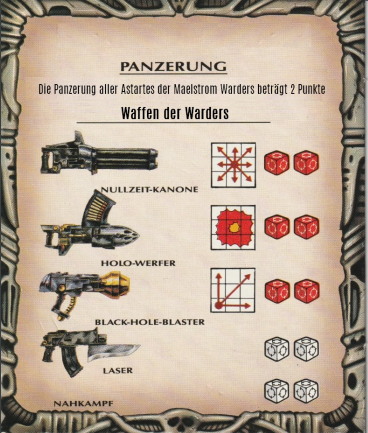 PANZERUNG
Die Panzerung aller Astartes der Maelstrom Warders beträgt 2 Punkte
Waffen der Warders
NULLZEIT-KANONE
HOLO-WERFER
BLACK-HOLE-BLASTER
LASER
NAHKAMPF